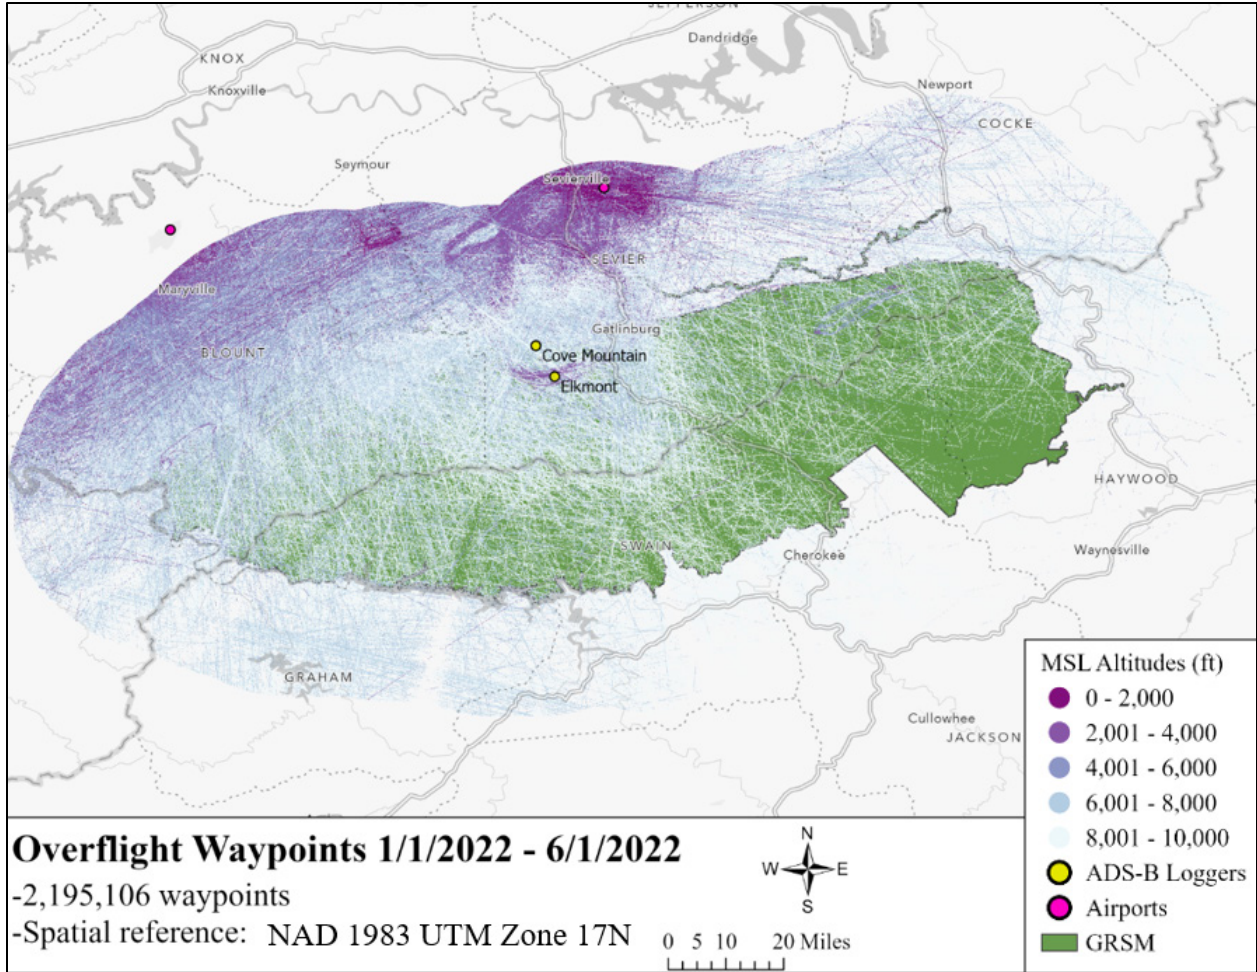 JEFFERSON
Dandridge
KNOX
Knoxville
Newport
COCKE
Seymour
Sevierville
SEVIER
Maryville
Gatlinburg
BLOUNT
Cove Mountain
Elkmont
HAYWOOD
SWAIN
Cherokee
Waynesville
GRAHAM
Cullowhee
JACKSON
MSL Altitudes (ft)
0 - 2,000
2,001 - 4,000
4,001 - 6,000
6,001 - 8,000
8,001 - 10,000
ADS-B Loggers
Airports
GRSM
Overflight Waypoints 1/1/2022 - 6/1/2022
-2,195,106 waypoints
-Spatial reference: NAD 1983 UTM Zone 17N
N
W E
S
0 5 10 20 Miles